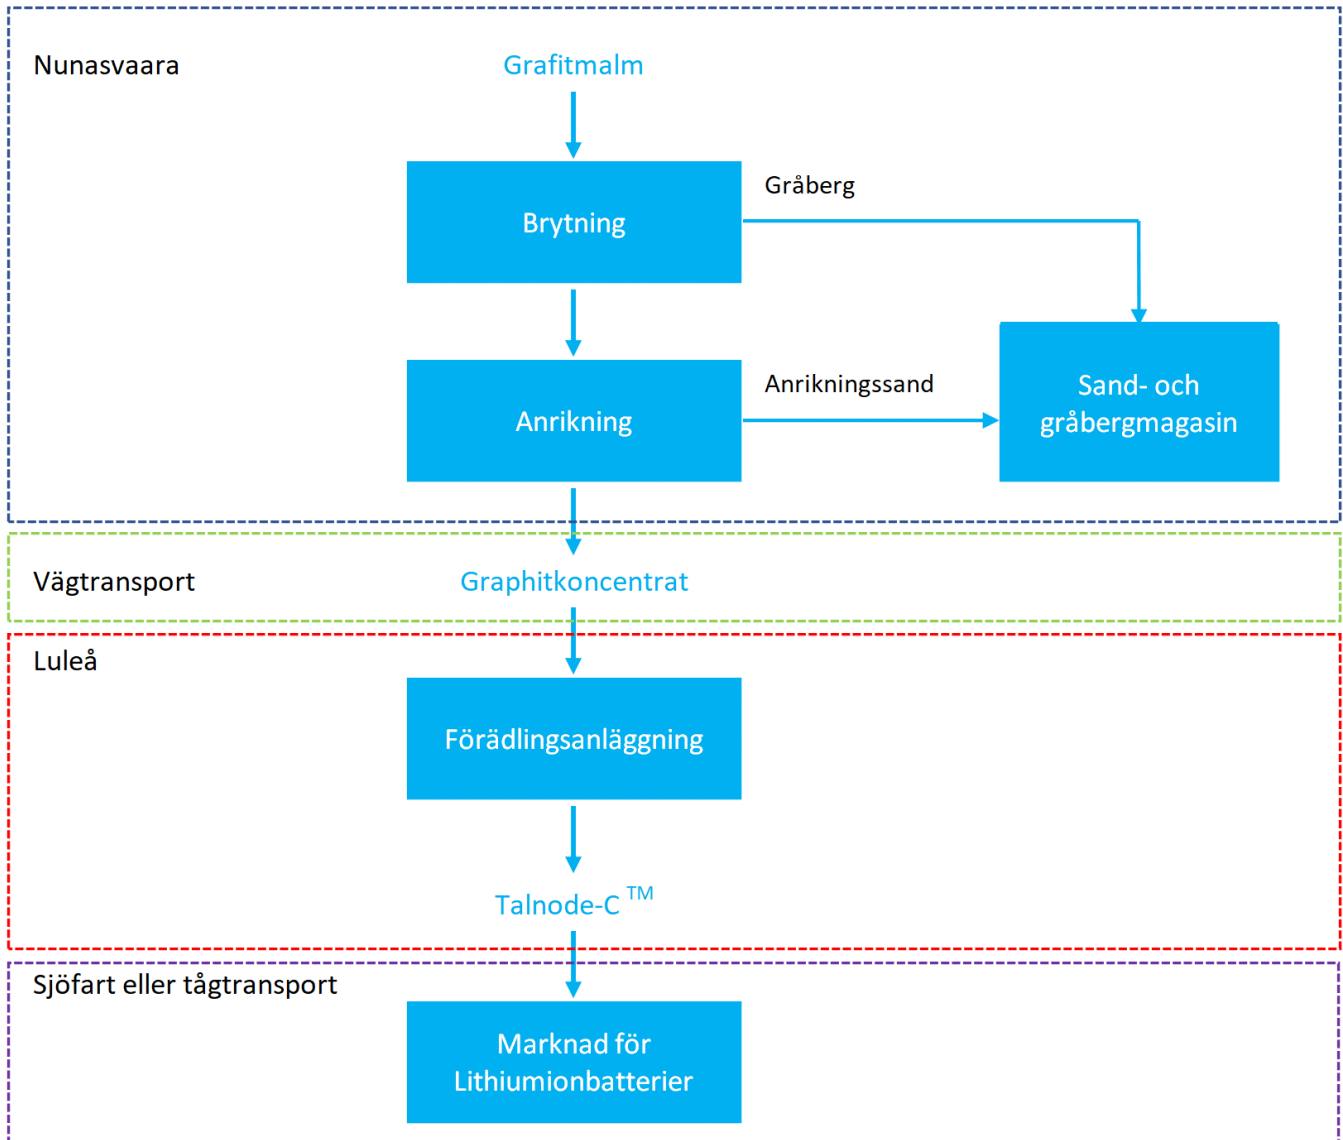 Nunasvaara
Grafitmalm
Brytning
Gråberg
Anrikning
Anrikningssand
Sand- och
gråbergmagasin
Vägtransport
Graphitkoncentrat
Luleå
Förädlingsanläggning
Talnode-C TM
Sjöfart eller tågtransport
Marknad för
Lithiumionbatterier